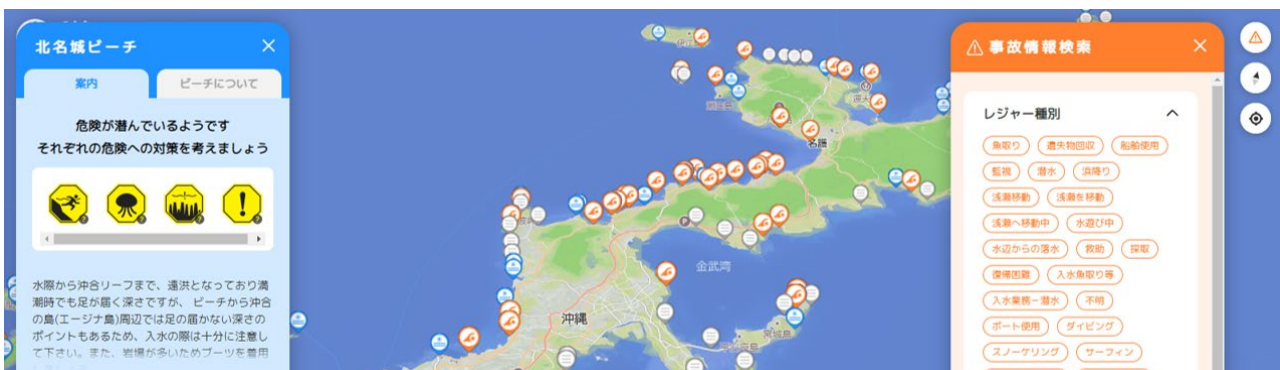 北名城ビーチ
案内
ビーチについて
危険が潜んでいるようです
それぞれの危険への対策を考えましょう
水際から沖合リーフまで、遠浅となっており満
潮時でも足が届く深さですが、 ビーチから沖合
の島(エージナ島)周辺では足の届かない深さの
ポイントもあるため、入水の際は十分に注意し
て下さい。また、岩場が多いためブーツを着用
名護
金武湾
沖縄
宮城島
事故情報検索
レジャー種別
魚取り 遺失物回収 船舶使用
監視 潜水 浜降り
浅瀬移動 浅瀬を移動
浅瀬へ移動中 水遊び中
水辺からの落水 救助 採取
復帰困難 入水魚取り等
入水業務－潜水 不明
ボート使用 ダイビング
スノーケリング サーフィン